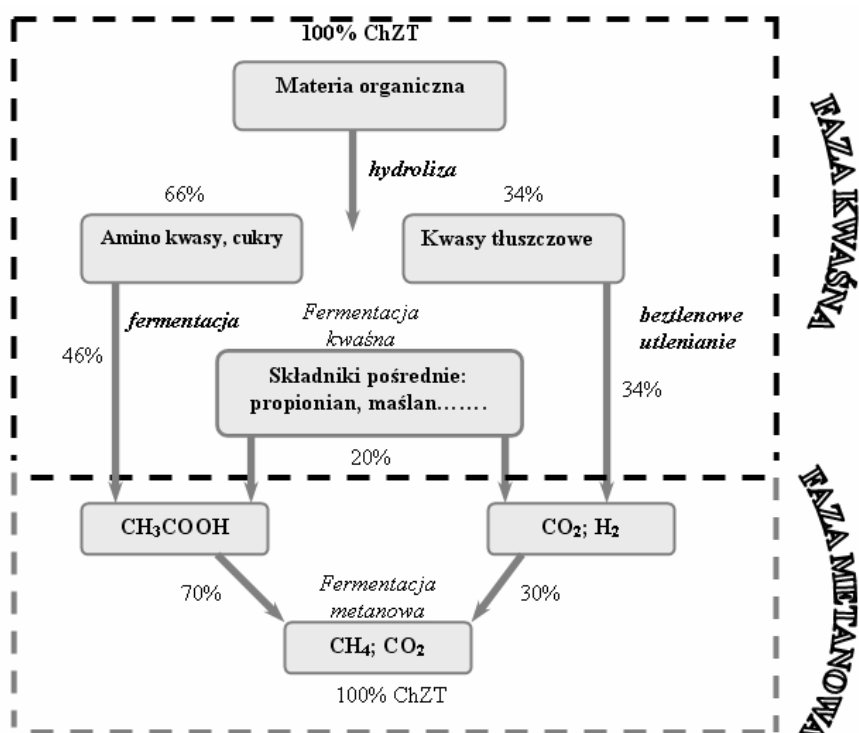 100% ChZT
Materia organiczna
hydroliza
66%
34%
Amino kwasy, cukry
Kwasy tłuszczowe
fermentacja
Fermentacja
kwaśna
beztlenowe
utlenianie
46%
Składniki pośrednie:
propionian, maślan…….
34%
20%
CH₃COOH
CO₂; H₂
70%
Fermentacja
metanowa
30%
CH₄; CO₂
100% ChZT
FAZA KWAŚNA
FAZA METANOWA